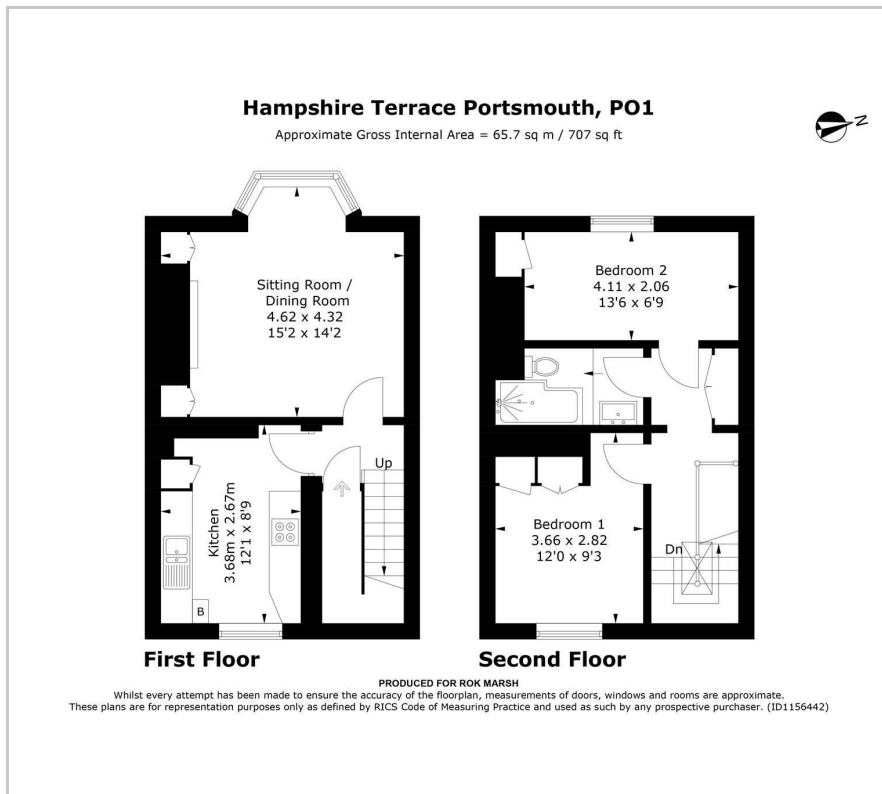 Hampshire Terrace Portsmouth, PO1
Approximate Gross Internal Area = 65.7 sq m / 707 sq ft
N
Sitting Room /
Dining Room
4.62 x 4.32
15'2 x 14'2
Kitchen
3.68m x 2.67m
12'1 x 8'9
B
Up
First Floor
Bedroom 2
4.11 x 2.06
13'6 x 6'9
Bedroom 1
3.66 x 2.82
12'0 x 9'3
Dn
Second Floor
PRODUCED FOR ROK MARSH
Whilst every attempt has been made to ensure the accuracy of the floorplan, measurements of doors, windows and rooms are approximate.
These plans are for representation purposes only as defined by RICS Code of Measuring Practice and used as such by any prospective purchaser. (ID1156442)